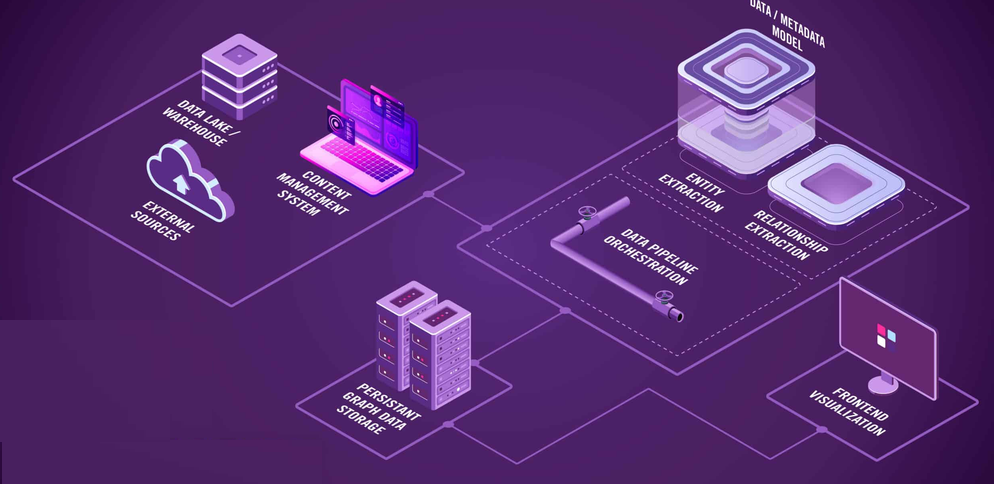 DATA / METADATA
MODEL
DATA LAKE /
WAREHOUSE
CONTENT
MANAGEMENT
SYSTEM
EXTERNAL
SOURCES
ENTITY
EXTRACTION
RELATIONSHIP
EXTRACTION
DATA PIPELINE
ORCHESTRATION
PERSISTANT
GRAPH DATA
STORAGE
FRONTEND
VISUALIZATION